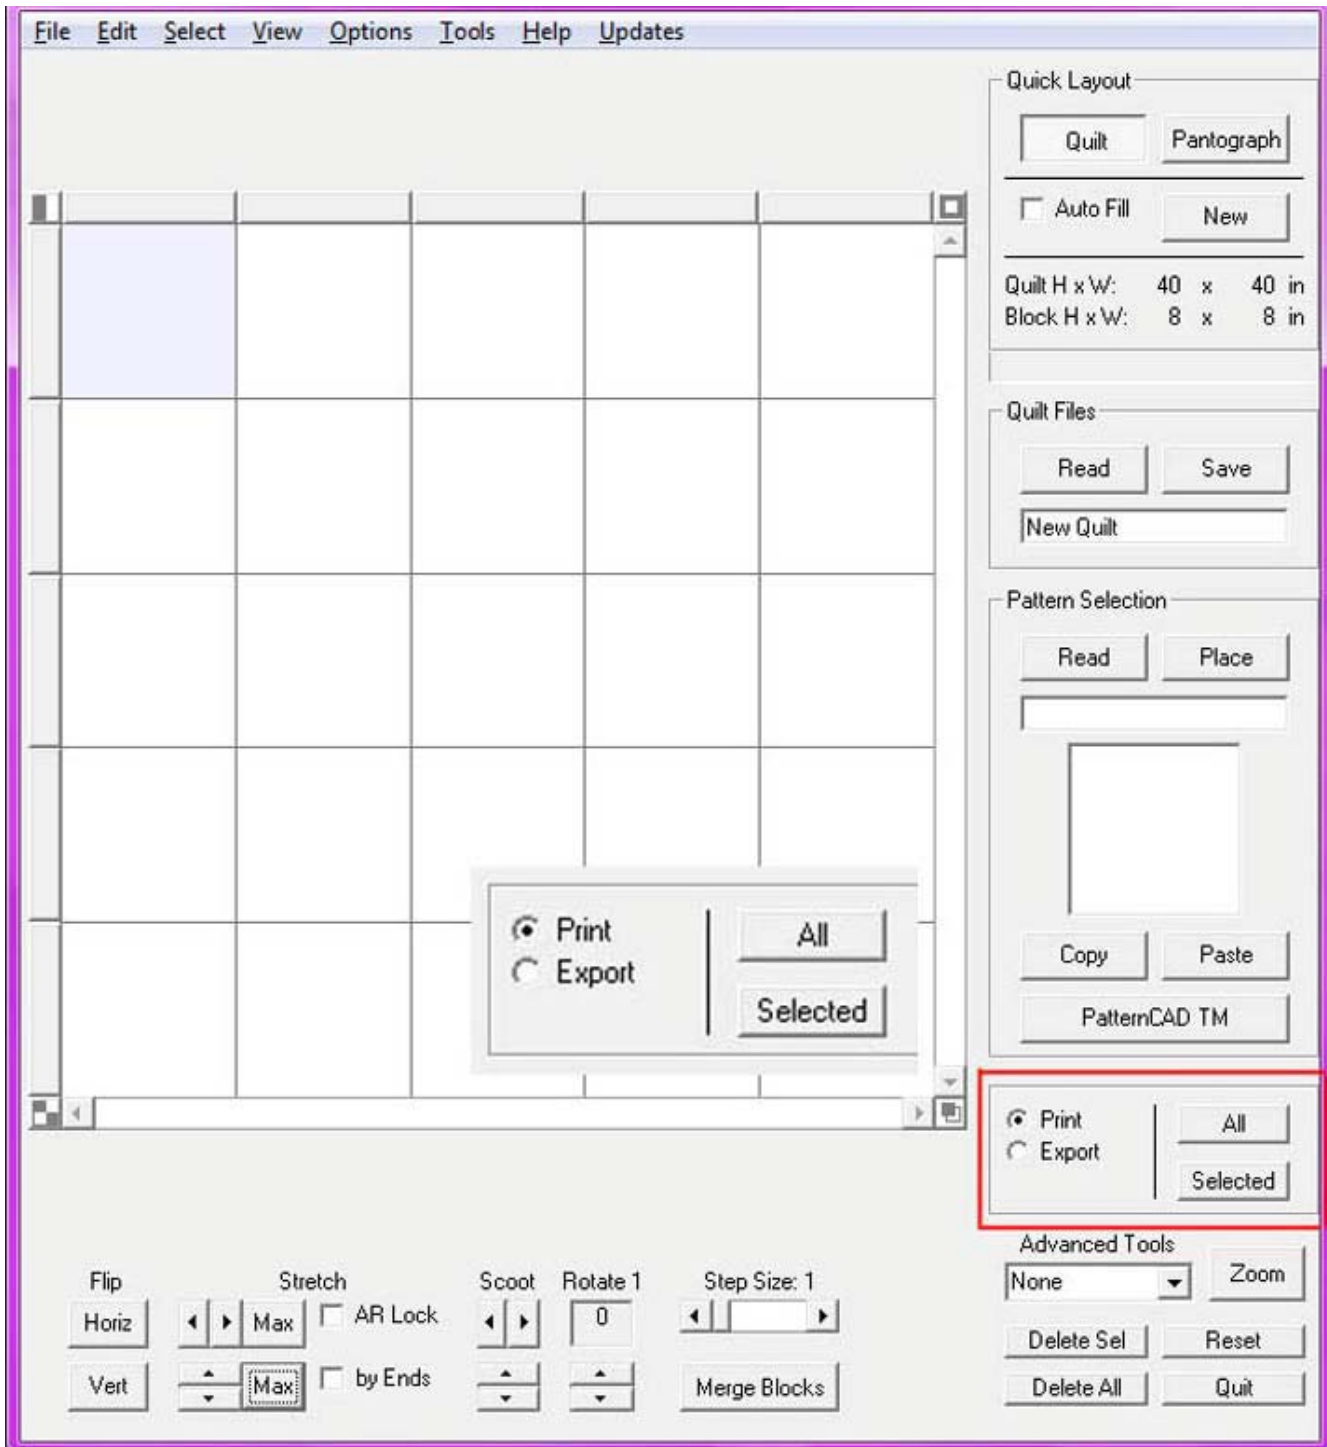 File Edit Select View Options Tools Help Updates
Quick Layout
Quilt Pantograph
Auto Fill New
Quilt H x W: 40 x 40 in
Block H x W: 8 x 8 in
Quilt Files
Read Save
New Quilt
Pattern Selection
Read Place
Copy Paste
PatternCAD TM
Print All
Export
Selected
Print All
Export
Selected
Advanced Tools
None Zoom
Delete Sel Reset
Delete All Quit
Flip Stretch Scoot Rotate 1 Step Size: 1
Horiz Max AR Lock 0
Vert Max by Ends Merge Blocks